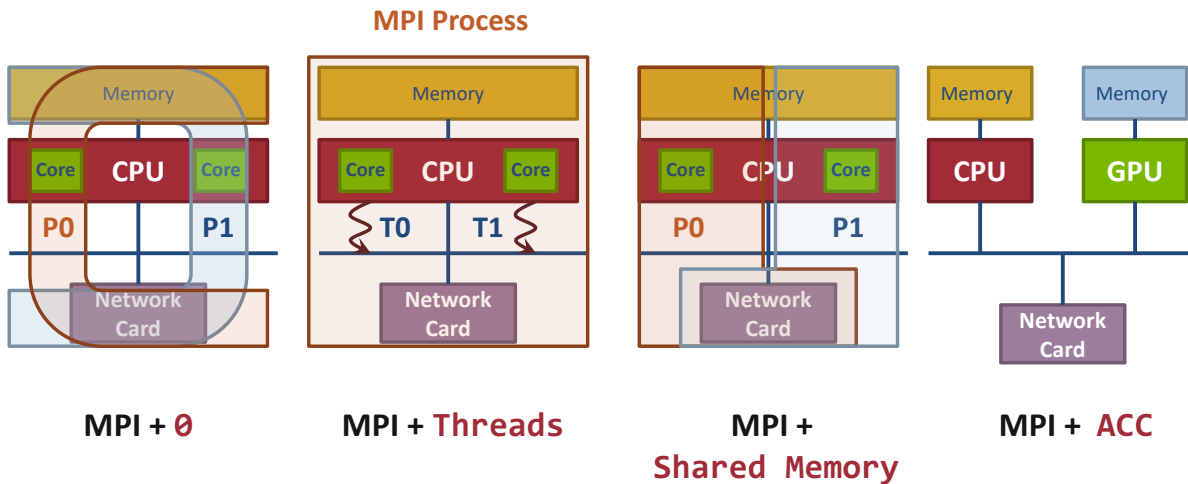 MPI Process
Memory
Core
CPU
Core
P0
P1
Network
Card
MPI + 0
Memory
Core
CPU
Core
T0
T1
Network
Card
MPI + Threads
Memory
Core
CPU
Core
P0
P1
Network
Card
MPI +
Shared Memory
Memory
Memory
CPU
GPU
Network
Card
MPI + ACC